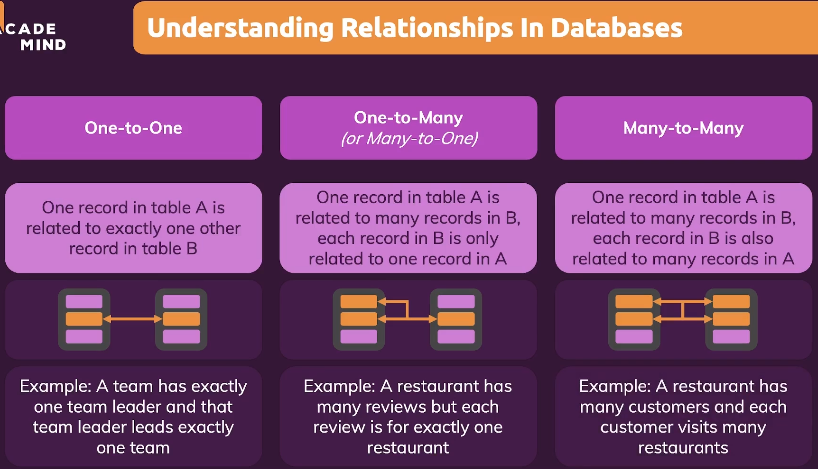 CADE
MIND
Understanding Relationships In Databases
One-to-One
One-to-Many
(or Many-to-One)
Many-to-Many
One record in table A is
related to exactly one other
record in table B
One record in table A is
related to many records in B,
each record in B is only
related to one record in A
One record in table A is
related to many records in B,
each record in B is also
related to many records in A
Example: A team has exactly
one team leader and that
team leader leads exactly
one team
Example: A restaurant has
many reviews but each
review is for exactly one
restaurant
Example: A restaurant has
many customers and each
customer visits many
restaurants